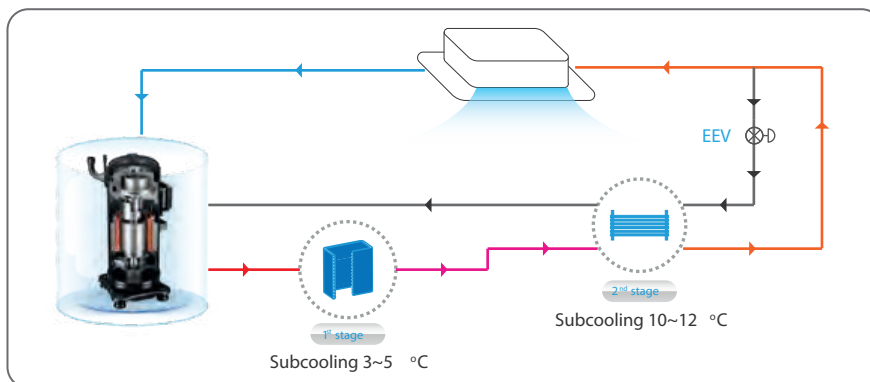 EEV
2nd stage
Subcooling 10~12 °C
1st stage
Subcooling 3~5 °C